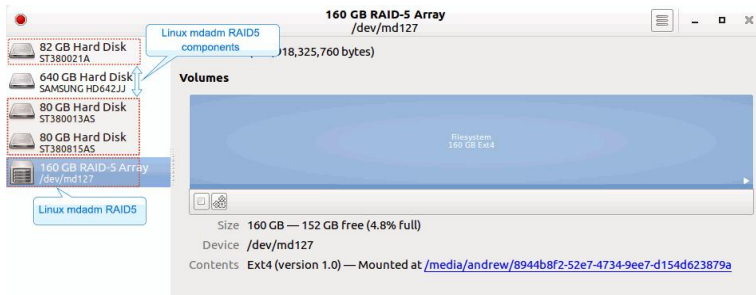 160 GB RAID-5 Array
/dev/md127
Linux mdadm RAID5
components
18,325,760 bytes)
82 GB Hard Disk
ST380021A
640 GB Hard Disk
SAMSUNG HD642JJ
80 GB Hard Disk
ST380013AS
80 GB Hard Disk
ST380815AS
160 GB RAID-5 Array
/dev/md127
Linux mdadm RAID5
Volumes
Filesystem
160 GB Ext4
Size 160 GB — 152 GB free (4.8% full)
Device /dev/md127
Contents Ext4 (version 1.0) — Mounted at /media/andrew/8944b8f2-52e7-4734-9ee7-d154d623879a